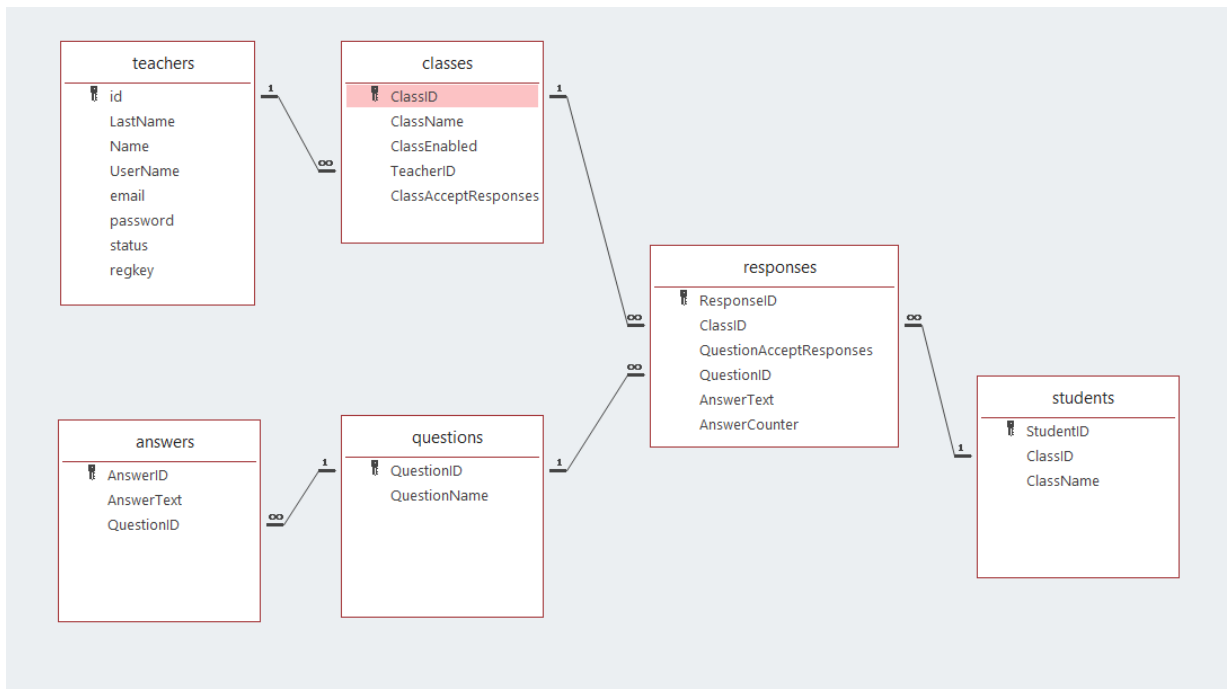 teachers
id
LastName
Name
UserName
email
password
status
regkey
1
∞
classes
ClassID
ClassName
ClassEnabled
TeacherID
ClassAcceptResponses
1
∞
responses
ResponseID
ClassID
QuestionAcceptResponses
QuestionID
AnswerText
AnswerCounter
∞
1
students
StudentID
ClassID
ClassName
answers
AnswerID
AnswerText
QuestionID
∞
1
questions
QuestionID
QuestionName
1
∞